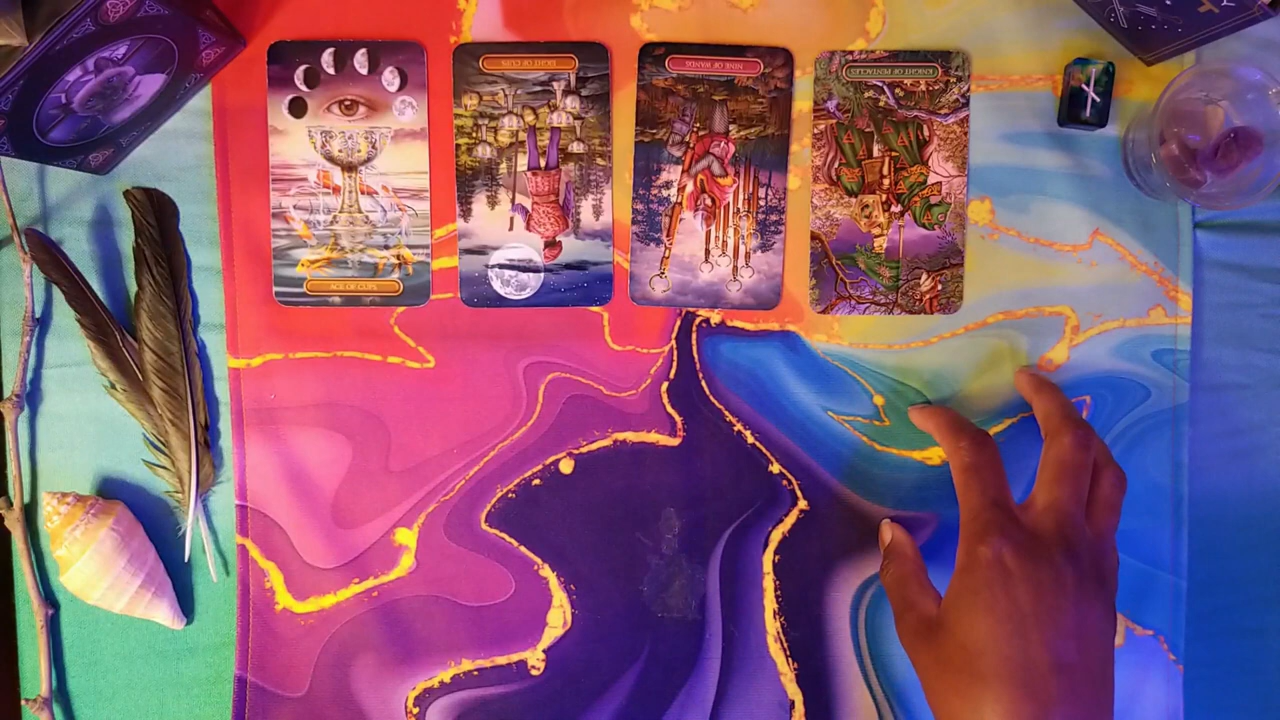 ACE OF CUPS
EIGHT OF CUPS
NINE OF WANDS
KNIGHT OF PENTACLES